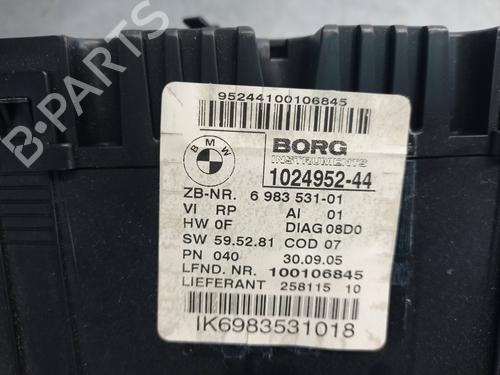 B-PARTS
95244100106845
BMW
BORG
INSTRUMENTS
1024952-44
ZB-NR. 6 983 531-01
VI RP AI 01
HW 0F DIAG 08D0
SW 59.52.81 COD 07
PN 040 30.09.05
LFND. NR. 100106845
LIEFERANT 258115 10
IK6983531018